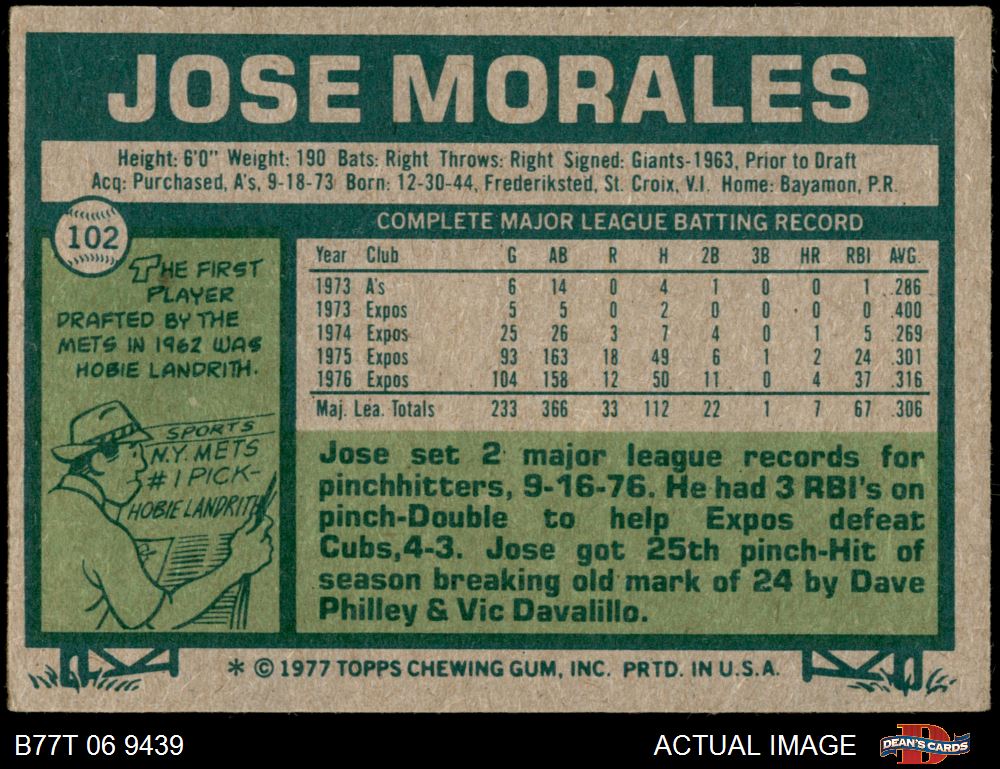 JOSE MORALES
Height: 6'0" Weight: 190 Bats: Right Throws: Right Signed: Giants-1963, Prior to Draft
Acq: Purchased, A's, 9-18-73 Born: 12-30-44, Frederiksted, St. Croix, V.I. Home: Bayamon, P.R.
102
THE FIRST
PLAYER
DRAFTED BY THE
METS IN 1962 WAS
HOBIE LANDRITH.
SPORTS
N.Y. METS
#1 PICK-
HOBIE LANDRITH
COMPLETE MAJOR LEAGUE BATTING RECORD
Year Club G AB R H 2B 3B HR RBI AVG.
1973 A's 6 14 0 4 1 0 0 1 .286
1973 Expos 5 5 0 2 0 0 0 0 .400
1974 Expos 25 26 3 7 4 0 1 5 .269
1975 Expos 93 163 18 49 6 1 2 24 .301
1976 Expos 104 158 12 50 11 0 4 37 .316
Maj. Lea. Totals 233 366 33 112 22 1 7 67 .306
Jose set 2 major league records for
pinchhitters, 9-16-76. He had 3 RBI's on
pinch-Double to help Expos defeat
Cubs,4-3. Jose got 25th pinch-Hit of
season breaking old mark of 24 by Dave
Philley & Vic Davalillo.
* © 1977 TOPPS CHEWING GUM, INC. PRTD. IN U.S.A.
B77T 06 9439
ACTUAL IMAGE
DEAN'S CARDS